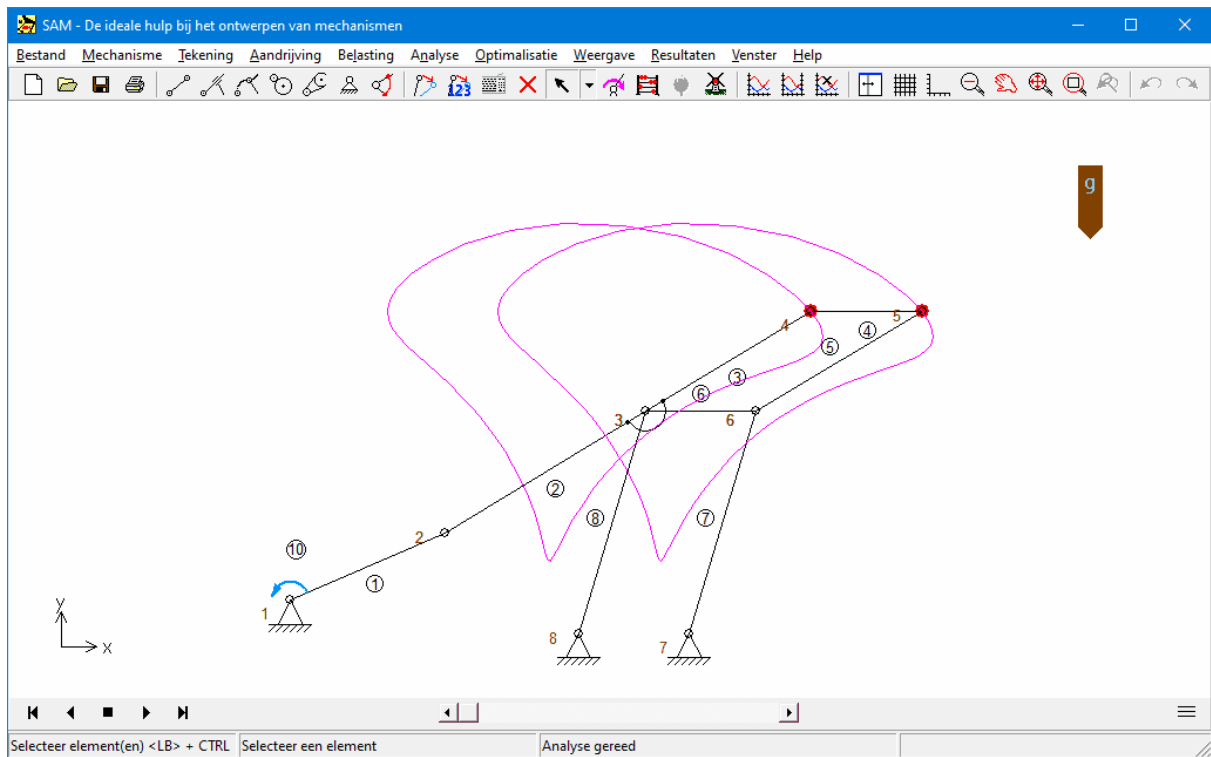 SAM - De ideale hulp bij het ontwerpen van mechanismen
Bestand Mechanisme Tekening Aandrijving Belasting Analyse Optimalisatie Weergave Resultaten Venster Help
123
g
4 5
④
⑤
③
⑥
3 6
②
⑧ ⑦
2
⑩
①
1
y
x
8 7
Selecteer element(en) <LB> + CTRL Selecteer een element Analyse gereed